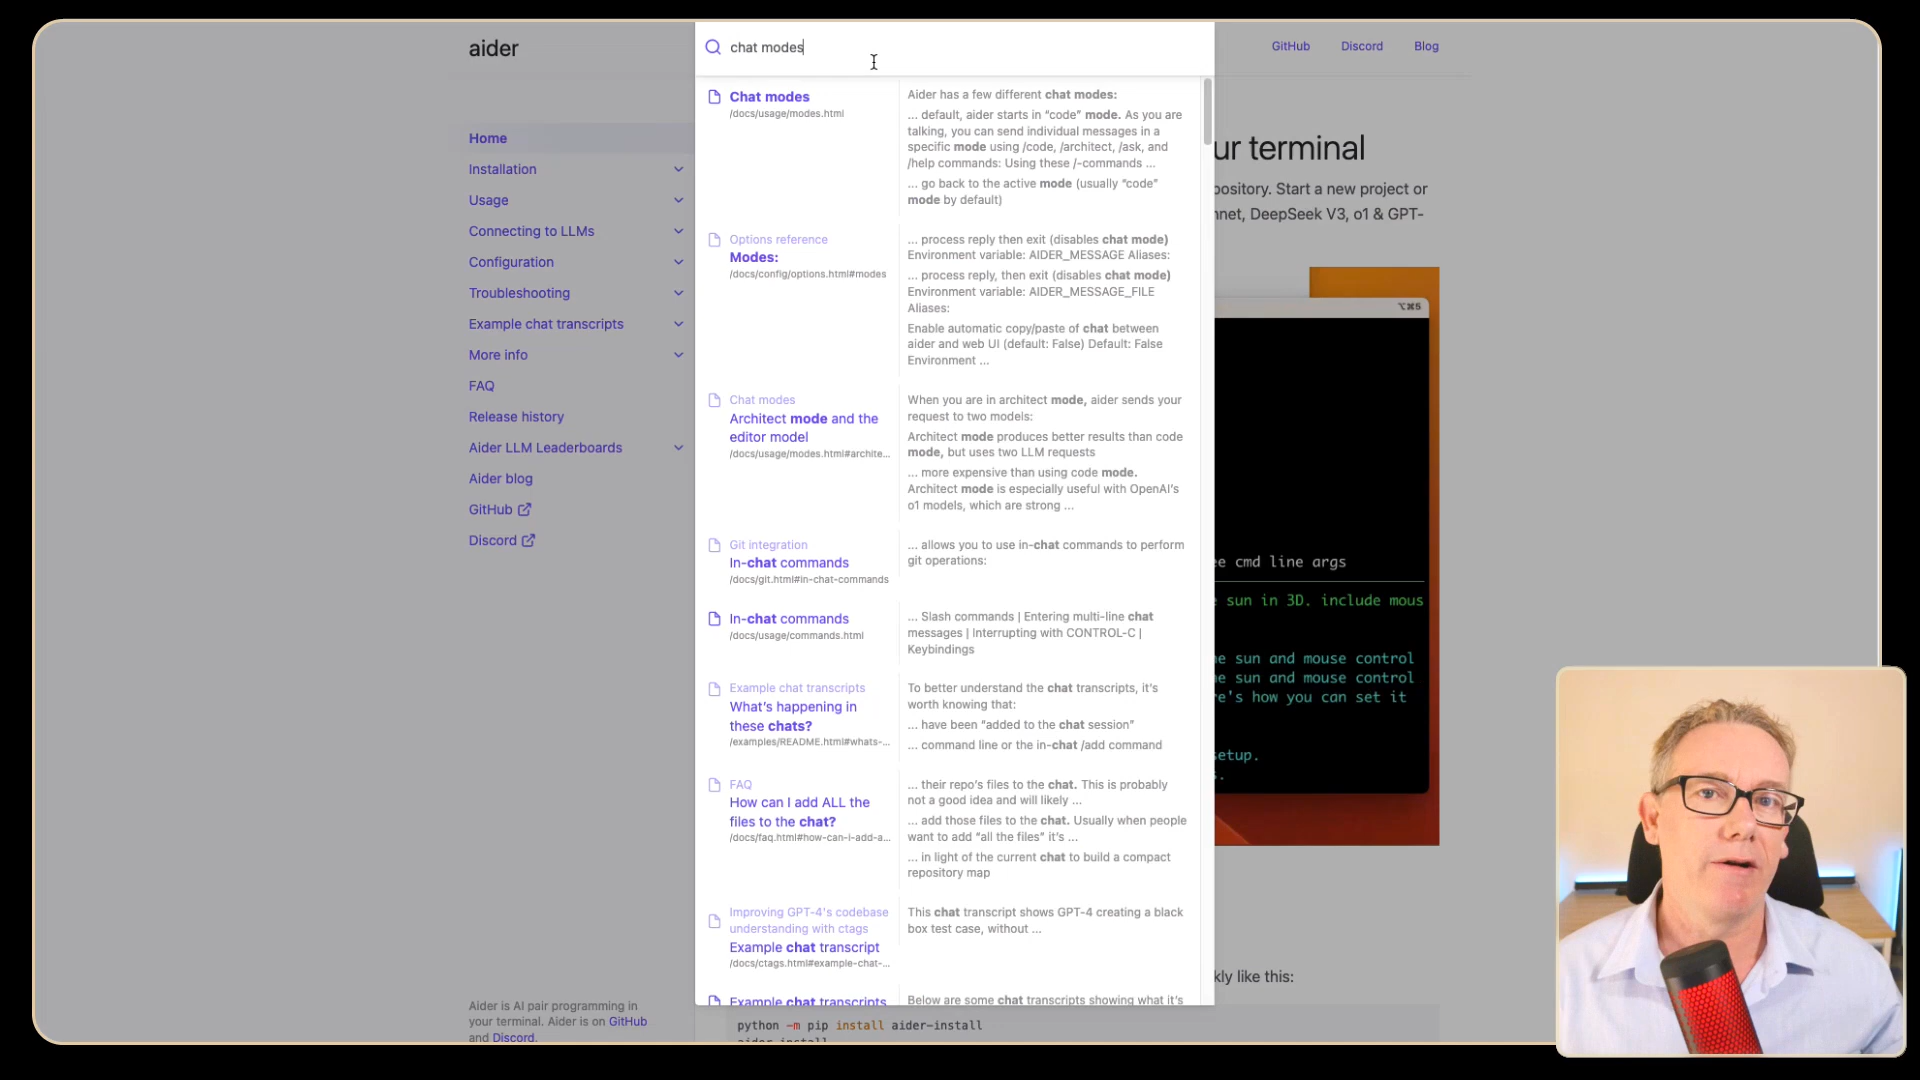 aider
chat modes
GitHub
Discord
Blog
Home
Installation
Usage
Connecting to LLMs
Configuration
Troubleshooting
Example chat transcripts
More info
FAQ
Release history
Aider LLM Leaderboards
Aider blog
GitHub
Discord
Aider is AI pair programming in
your terminal. Aider is on GitHub
and Discord.
Chat modes
/docs/usage/modes.html
Aider has a few different chat modes:
... default, aider starts in “code” mode. As you are
talking, you can send individual messages in a
specific mode using /code, /architect, /ask, and
/help commands: Using these /-commands ...
... go back to the active mode (usually “code”
mode by default)
Options reference
Modes:
/docs/config/options.html#modes
... process reply then exit (disables chat mode)
Environment variable: AIDER_MESSAGE Aliases:
... process reply, then exit (disables chat mode)
Environment variable: AIDER_MESSAGE_FILE
Aliases:
Enable automatic copy/paste of chat between
aider and web UI (default: False) Default: False
Environment ...
Chat modes
Architect mode and the
editor model
/docs/usage/modes.html#archite...
When you are in architect mode, aider sends your
request to two models:
Architect mode produces better results than code
mode, but uses two LLM requests
... more expensive than using code mode.
Architect mode is especially useful with OpenAI’s
o1 models, which are strong ...
Git integration
In-chat commands
/docs/git.html#in-chat-commands
... allows you to use in-chat commands to perform
git operations:
In-chat commands
/docs/usage/commands.html
... Slash commands | Entering multi-line chat
messages | Interrupting with CONTROL-C |
Keybindings
Example chat transcripts
What’s happening in
these chats?
/examples/README.html#whats-...
To better understand the chat transcripts, it’s
worth knowing that:
... have been “added to the chat session”
... command line or the in-chat /add command
FAQ
How can I add ALL the
files to the chat?
/docs/faq.html#how-can-i-add-a...
... their repo’s files to the chat. This is probably
not a good idea and will likely ...
... add those files to the chat. Usually when people
want to add “all the files” it’s ...
... in light of the current chat to build a compact
repository map
Improving GPT-4’s codebase
understanding with ctags
Example chat transcript
/docs/ctags.html#example-chat-...
This chat transcript shows GPT-4 creating a black
box test case, without ...
Example chat transcripts
Below are some chat transcripts showing what it’s
ur terminal
pository. Start a new project or
nnet, DeepSeek V3, o1 & GPT-
⌥⌘5
ee cmd line args
e sun in 3D. include mous
he sun and mouse control
he sun and mouse control
re's how you can set it
setup.
s.
kly like this:
python -m pip install aider-install
aider-install